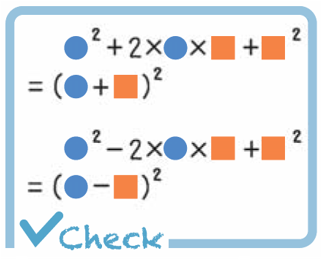 ●² + 2×●×■ + ■²
= (● + ■)²
●² − 2×●×■ + ■²
= (● − ■)²
Check